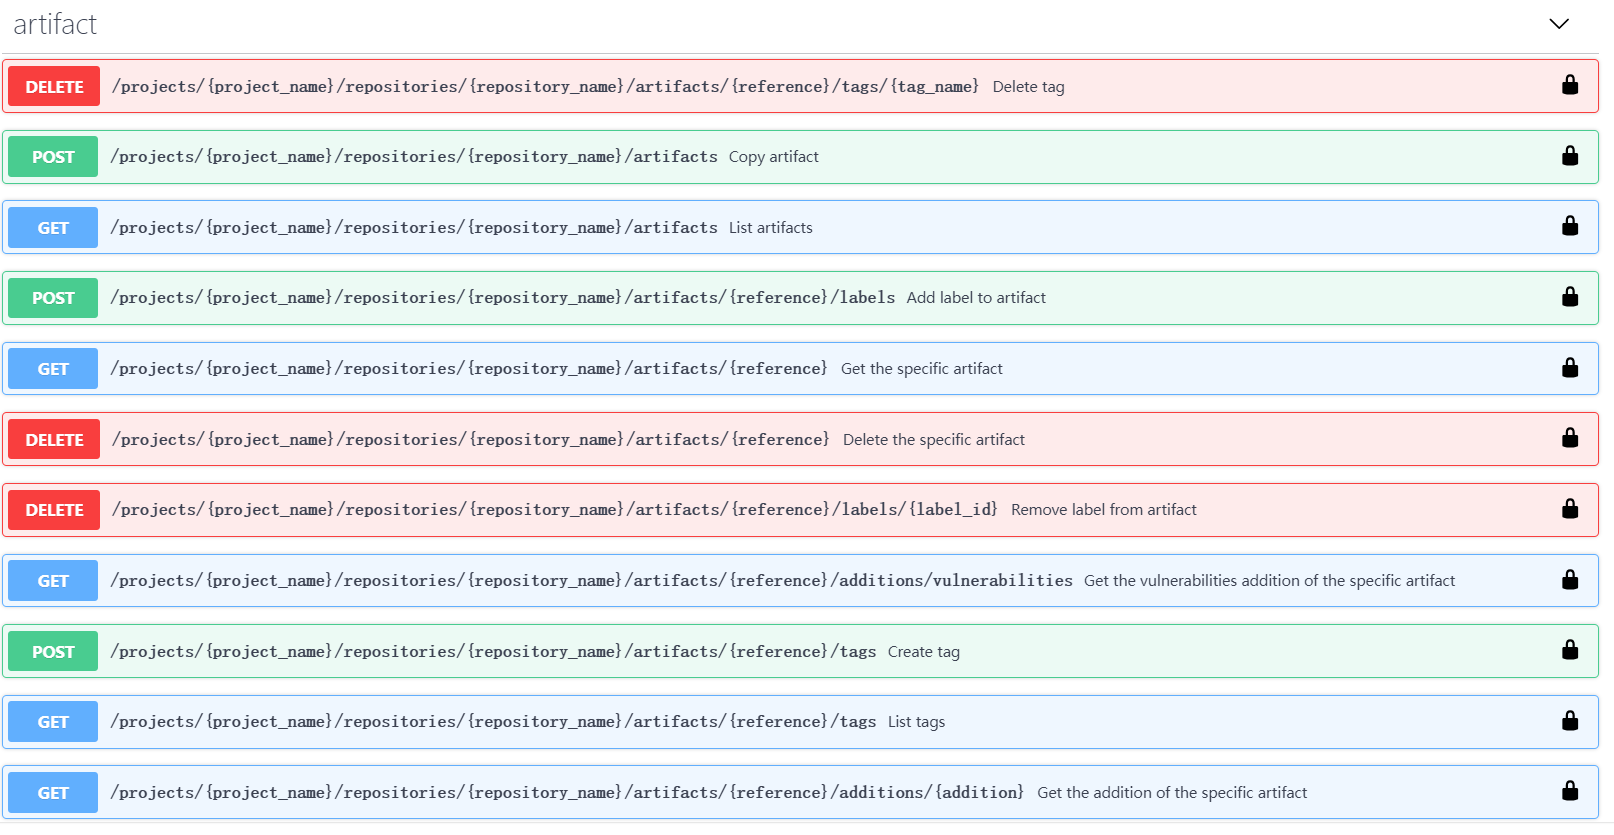 artifact
DELETE /projects/{project_name}/repositories/{repository_name}/artifacts/{reference}/tags/{tag_name} Delete tag
POST /projects/{project_name}/repositories/{repository_name}/artifacts Copy artifact
GET /projects/{project_name}/repositories/{repository_name}/artifacts List artifacts
POST /projects/{project_name}/repositories/{repository_name}/artifacts/{reference}/labels Add label to artifact
GET /projects/{project_name}/repositories/{repository_name}/artifacts/{reference} Get the specific artifact
DELETE /projects/{project_name}/repositories/{repository_name}/artifacts/{reference} Delete the specific artifact
DELETE /projects/{project_name}/repositories/{repository_name}/artifacts/{reference}/labels/{label_id} Remove label from artifact
GET /projects/{project_name}/repositories/{repository_name}/artifacts/{reference}/additions/vulnerabilities Get the vulnerabilities addition of the specific artifact
POST /projects/{project_name}/repositories/{repository_name}/artifacts/{reference}/tags Create tag
GET /projects/{project_name}/repositories/{repository_name}/artifacts/{reference}/tags List tags
GET /projects/{project_name}/repositories/{repository_name}/artifacts/{reference}/additions/{addition} Get the addition of the specific artifact